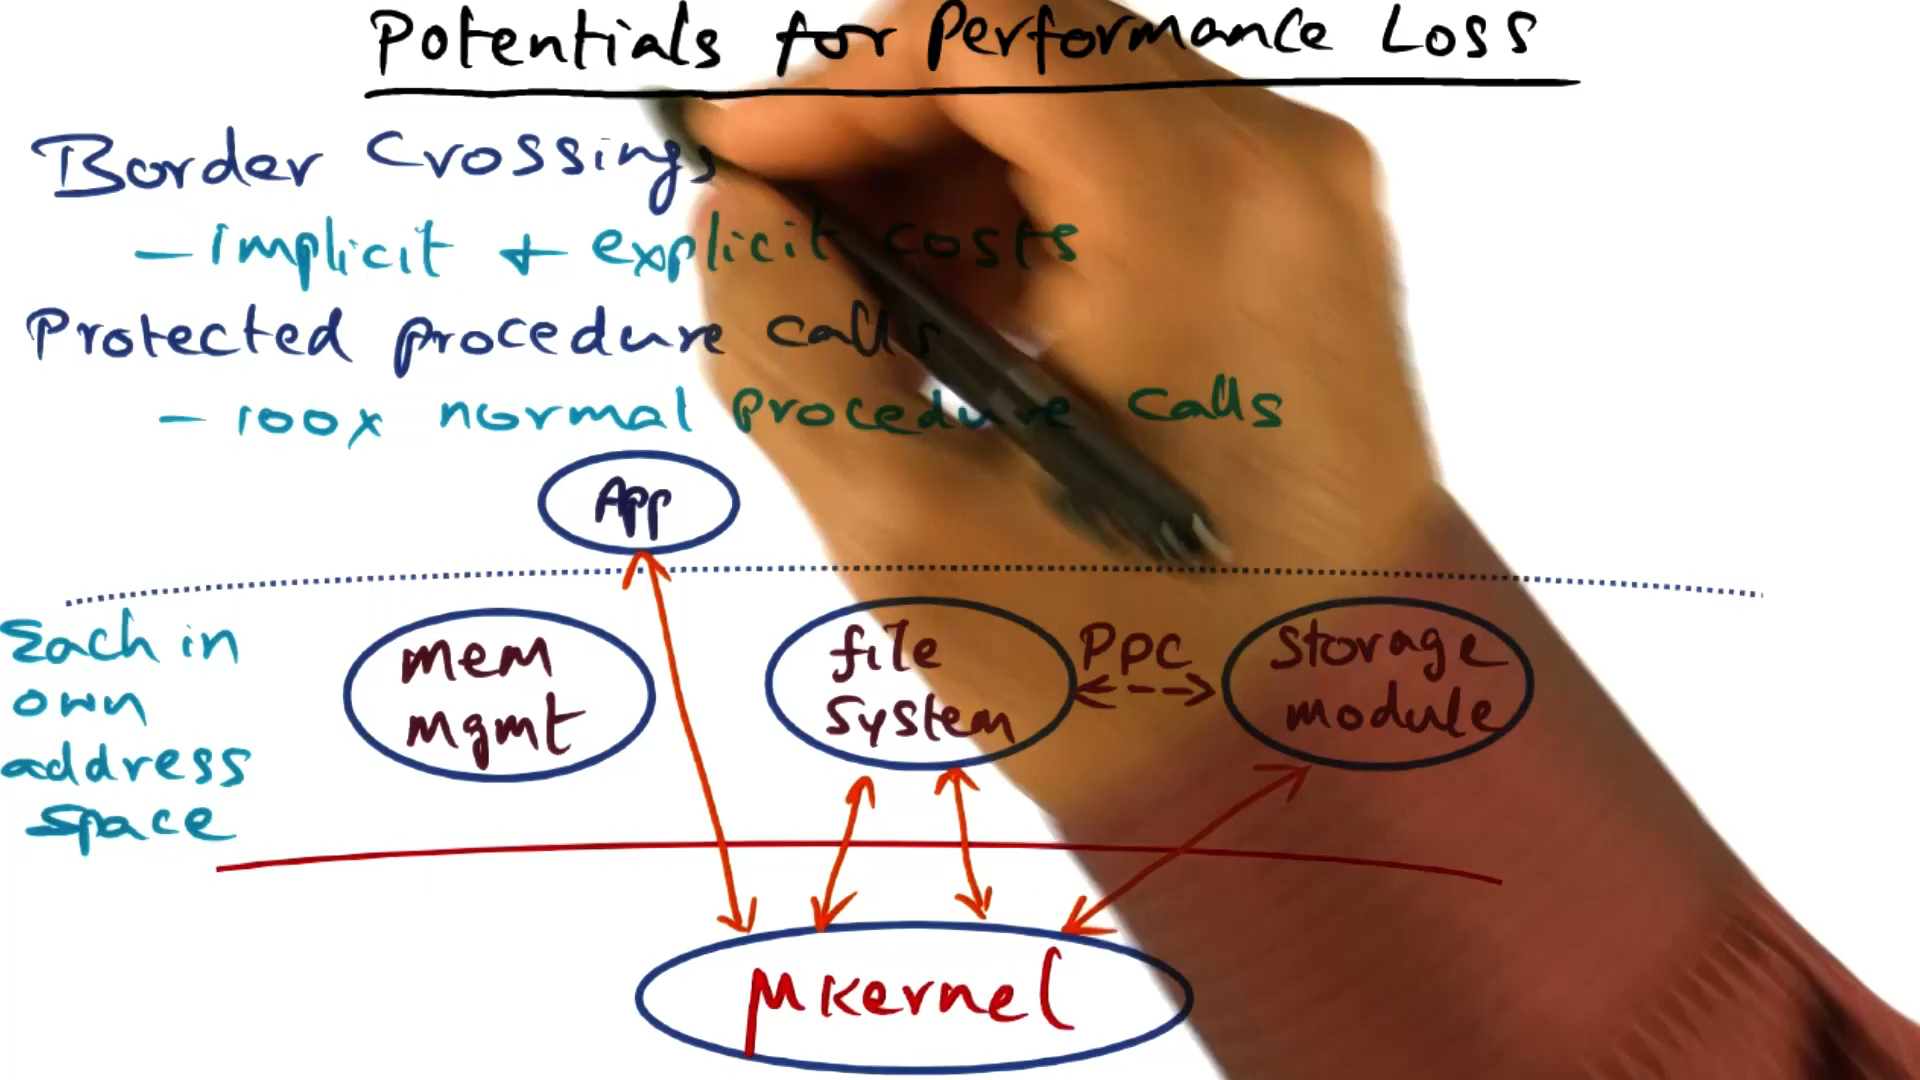 Potentials for Performance Loss
Border Crossings
- implicit + explicit costs
Protected procedure calls
- 100x normal procedure calls
App
Each in
own
address
space
mem
mgmt
file
system
PPC
storage
module
μkernel